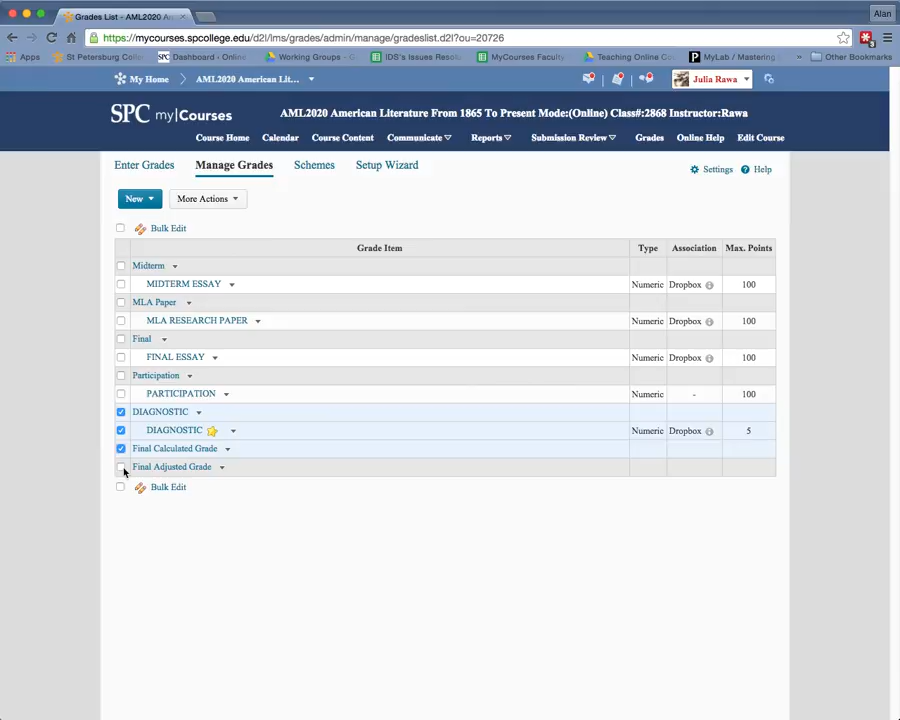 Grades List - AML2020 Am
Alan
https://mycourses.spcollege.edu/d2l/lms/grades/admin/manage/gradeslist.d2l?ou=20726
3
Apps St Petersburg Col SPC Dashboard : Online Working Groups - G IDS's Issues Reso MyCourses Faculty Teaching Online Co P MyLab / Mastering » Other Bookmarks
My Home AML2020 American Lit... Julia Rawa
SPC my|Courses
AML2020 American Literature From 1865 To Present Mode:(Online) Class#:2868 Instructor:Rawa
Course Home Calendar Course Content Communicate Reports Submission Review Grades Online Help Edit Course
Enter Grades Manage Grades Schemes Setup Wizard Settings Help
New More Actions
Bulk Edit
Grade Item Type Association Max. Points
Midterm
MIDTERM ESSAY Numeric Dropbox 100
MLA Paper
MLA RESEARCH PAPER Numeric Dropbox 100
Final
FINAL ESSAY Numeric Dropbox 100
Participation
PARTICIPATION Numeric - 100
DIAGNOSTIC
DIAGNOSTIC Numeric Dropbox 5
Final Calculated Grade
Final Adjusted Grade
Bulk Edit